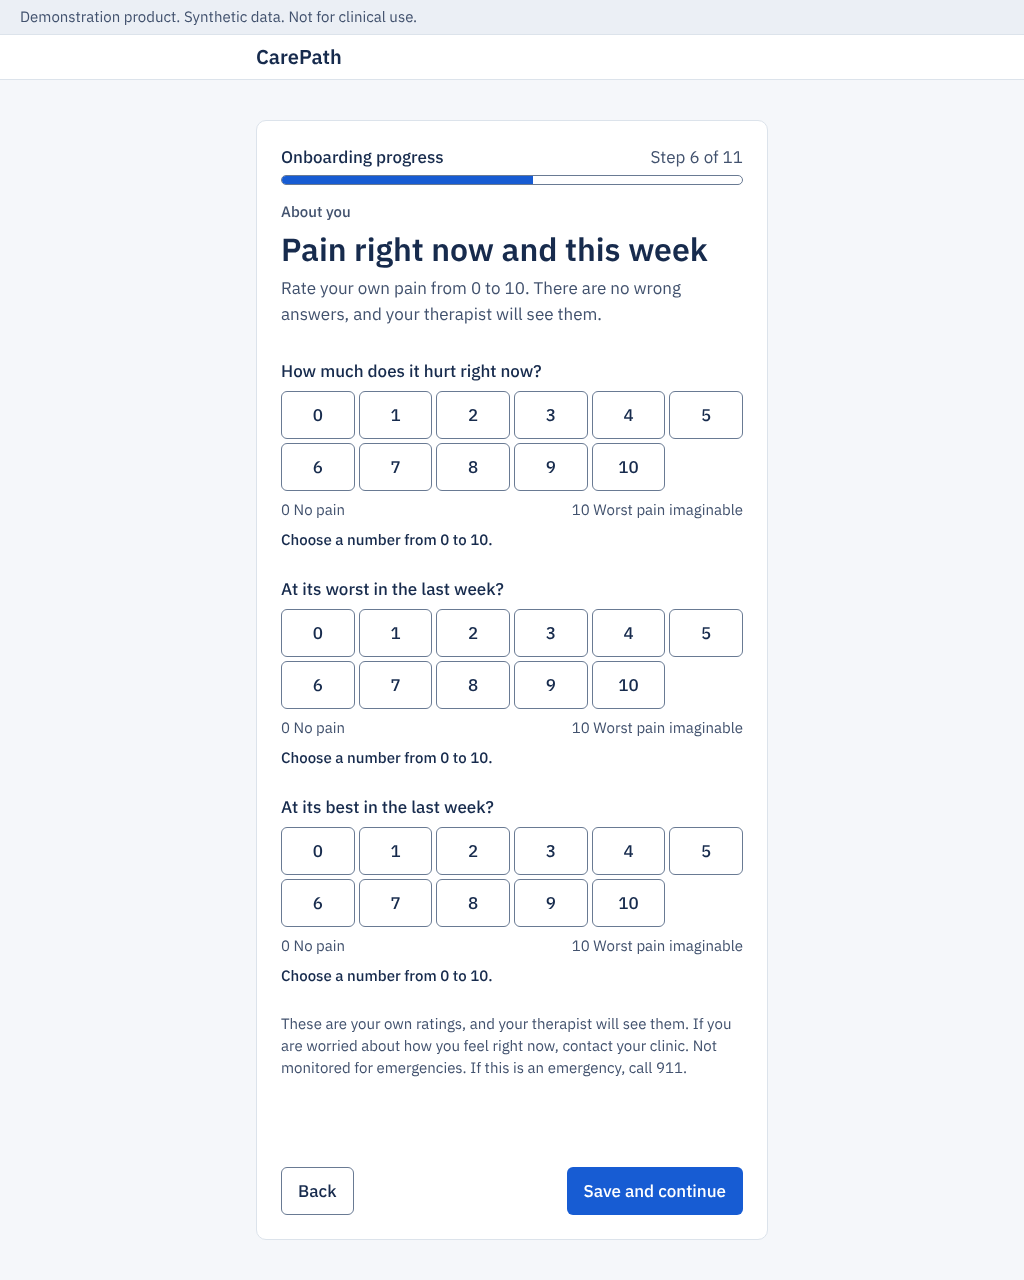 Demonstration product. Synthetic data. Not for clinical use.
CarePath
Onboarding progress
Step 6 of 11
About you
Pain right now and this week
Rate your own pain from 0 to 10. There are no wrong
answers, and your therapist will see them.
How much does it hurt right now?
0 1 2 3 4 5
6 7 8 9 10
0 No pain
10 Worst pain imaginable
Choose a number from 0 to 10.
At its worst in the last week?
0 1 2 3 4 5
6 7 8 9 10
0 No pain
10 Worst pain imaginable
Choose a number from 0 to 10.
At its best in the last week?
0 1 2 3 4 5
6 7 8 9 10
0 No pain
10 Worst pain imaginable
Choose a number from 0 to 10.
These are your own ratings, and your therapist will see them. If you
are worried about how you feel right now, contact your clinic. Not
monitored for emergencies. If this is an emergency, call 911.
Back
Save and continue